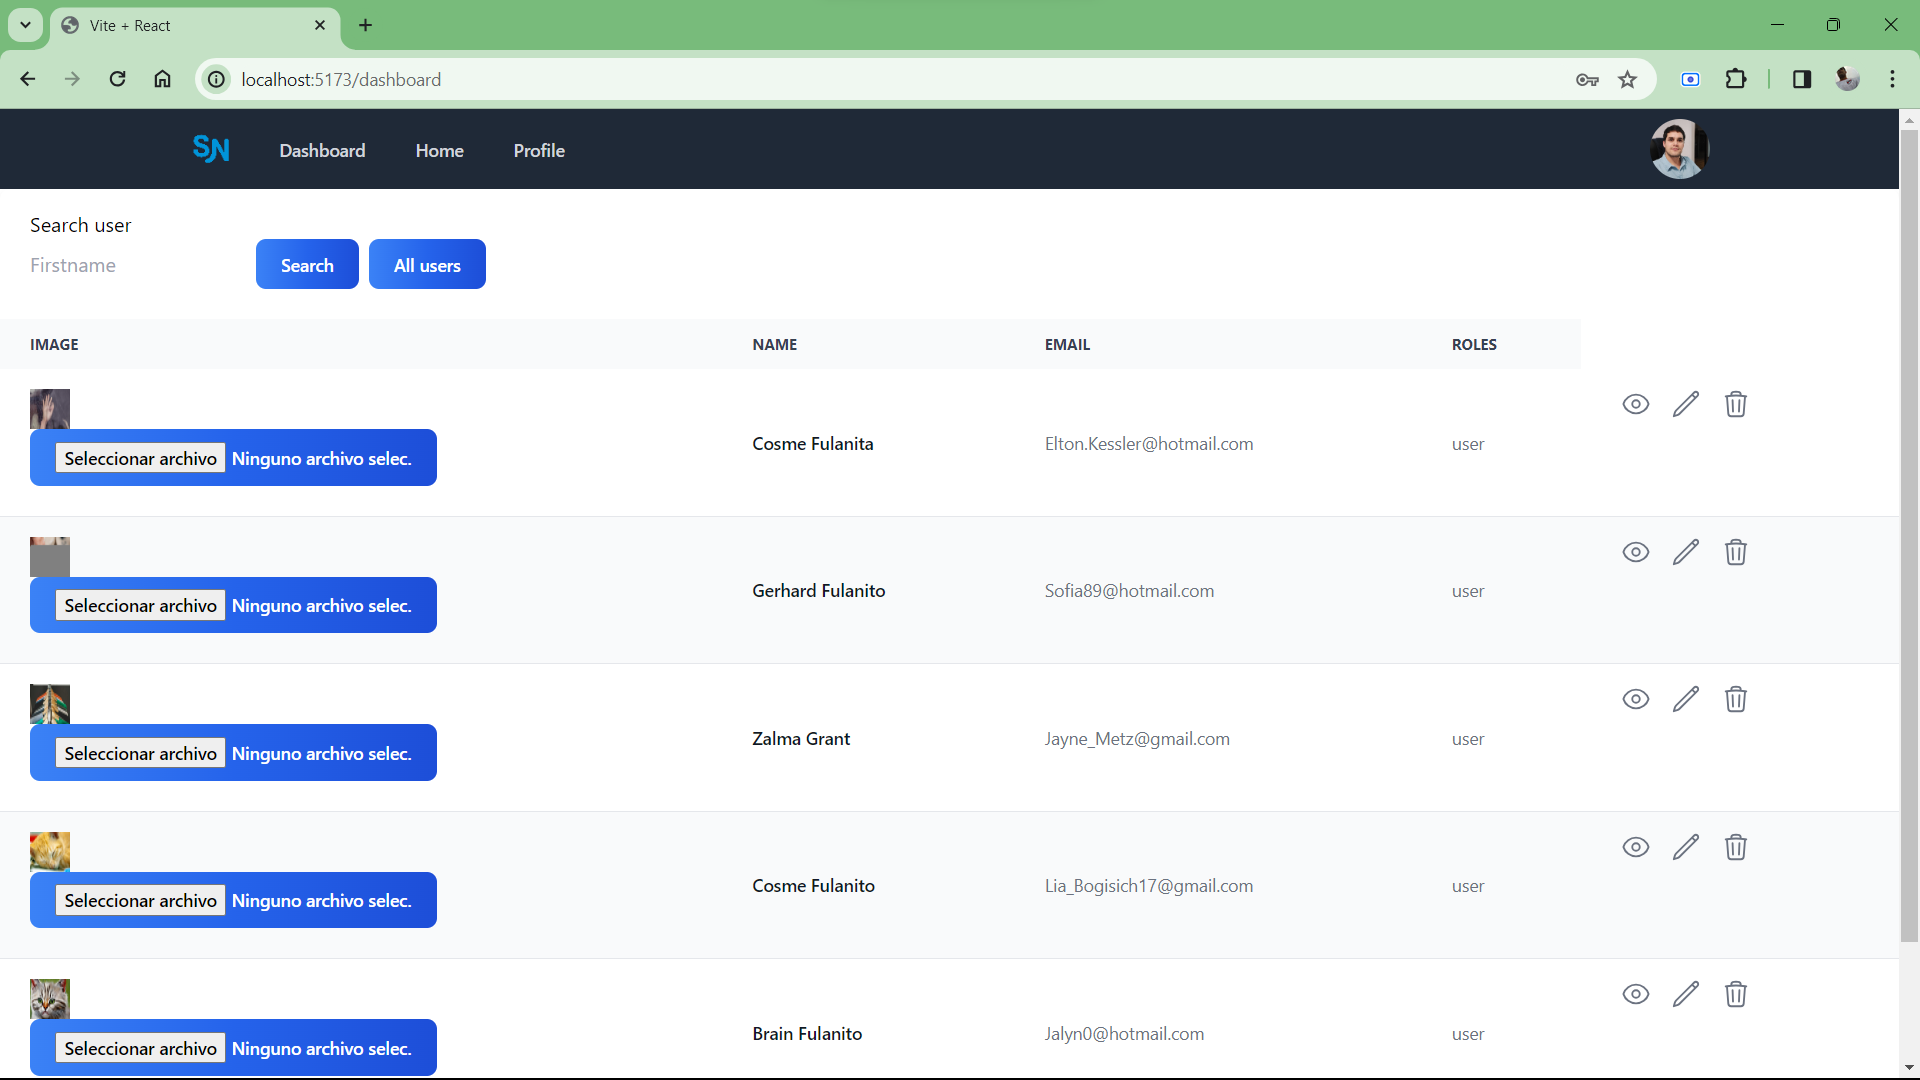 Vite + React
localhost:5173/dashboard
SN Dashboard Home Profile
Search user
Firstname Search All users
IMAGE NAME EMAIL ROLES
Seleccionar archivo Ninguno archivo selec. Cosme Fulanita Elton.Kessler@hotmail.com user
Seleccionar archivo Ninguno archivo selec. Gerhard Fulanito Sofia89@hotmail.com user
Seleccionar archivo Ninguno archivo selec. Zalma Grant Jayne_Metz@gmail.com user
Seleccionar archivo Ninguno archivo selec. Cosme Fulanito Lia_Bogisich17@gmail.com user
Seleccionar archivo Ninguno archivo selec. Brain Fulanito Jalyn0@hotmail.com user